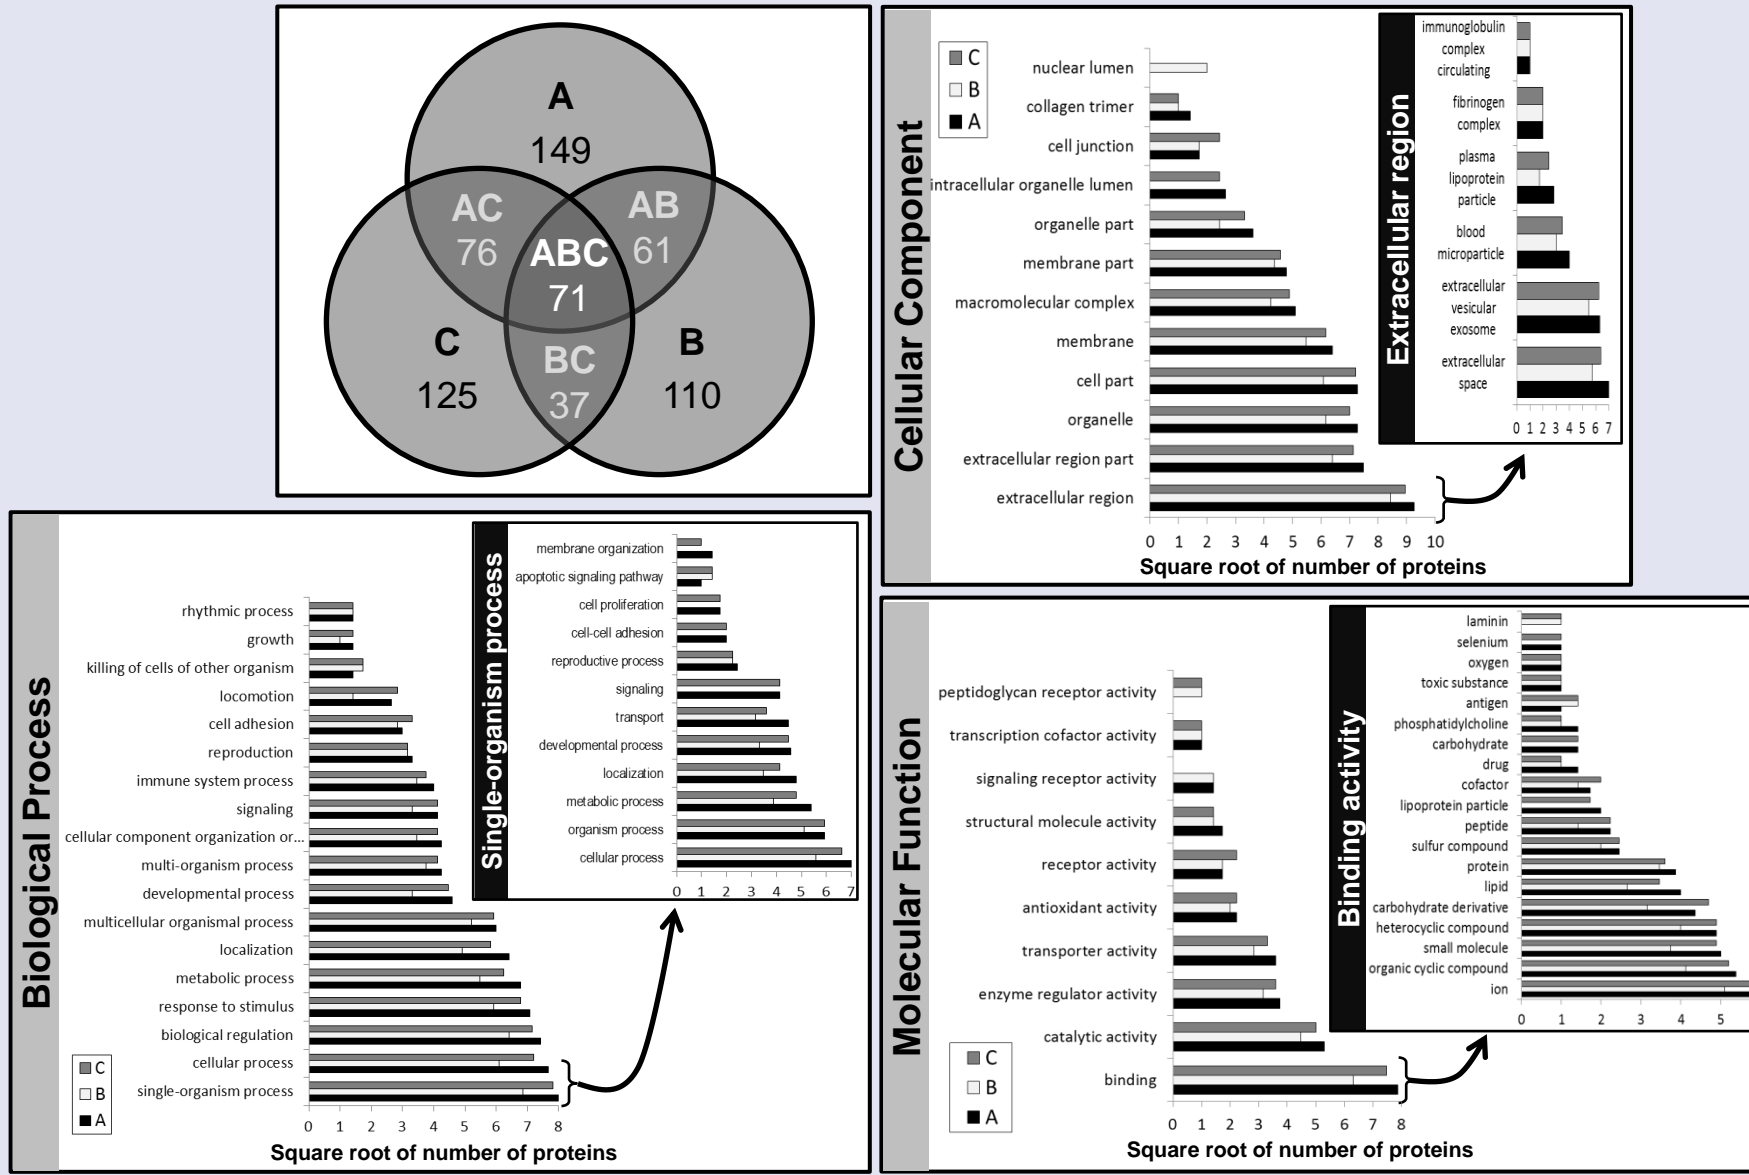 A
149
AC
76
AB
61
ABC
71
C
125
B
110
BC
37
Cellular Component
C
B
A
nuclear lumen
collagen trimer
cell junction
intracellular organelle lumen
organelle part
membrane part
macromolecular complex
membrane
cell part
organelle
extracellular region part
extracellular region
0 1 2 3 4 5 6 7 8 9 10
Square root of number of proteins
Extracellular region
immunoglobulin
complex
circulating
fibrinogen
complex
plasma
lipoprotein
particle
blood
microparticle
extracellular
vesicular
exosome
extracellular
space
0 1 2 3 4 5 6 7
Biological Process
rhythmic process
growth
killing of cells of other organism
locomotion
cell adhesion
reproduction
immune system process
signaling
cellular component organization or...
multi-organism process
developmental process
multicellular organismal process
localization
metabolic process
response to stimulus
biological regulation
cellular process
single-organism process
C
B
A
0 1 2 3 4 5 6 7 8
Square root of number of proteins
Single-organism process
membrane organization
apoptotic signaling pathway
cell proliferation
cell-cell adhesion
reproductive process
signaling
transport
developmental process
localization
metabolic process
organism process
cellular process
0 1 2 3 4 5 6 7
Molecular Function
peptidoglycan receptor activity
transcription cofactor activity
signaling receptor activity
structural molecule activity
receptor activity
antioxidant activity
transporter activity
enzyme regulator activity
catalytic activity
binding
C
B
A
0 1 2 3 4 5 6 7 8
Square root of number of proteins
Binding activity
laminin
selenium
oxygen
toxic substance
antigen
phosphatidylcholine
carbohydrate
drug
cofactor
lipoprotein particle
peptide
sulfur compound
protein
lipid
carbohydrate derivative
heterocyclic compound
small molecule
organic cyclic compound
ion
0 1 2 3 4 5